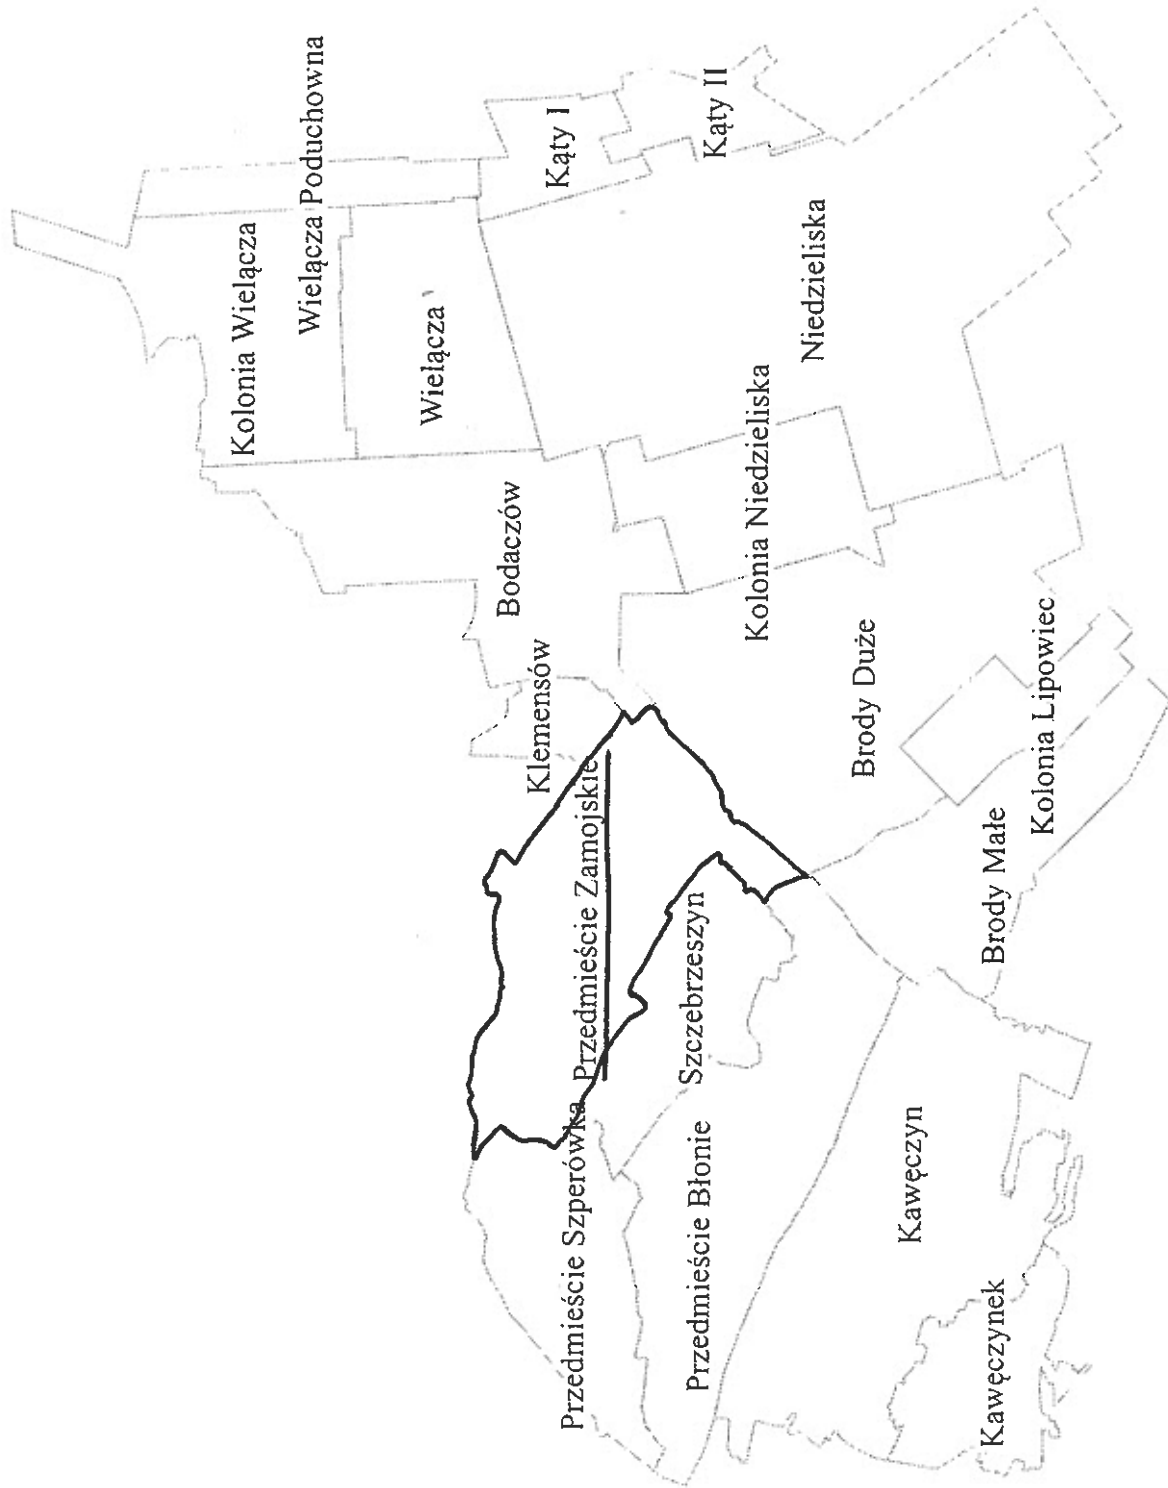 Kolonia Wielącza
Wielącza Poduchowna
Wielącza
Kąty I
Kąty II
Bodaczów
Klemensów
Niedzieliska
Kolonia Niedzieliska
Przedmieście Zamojskie
Przedmieście Szperówka
Szczebrzeszyn
Przedmieście Błonie
Brody Duże
Kolonia Lipowiec
Brody Małe
Kawęczyn
Kawęczynek